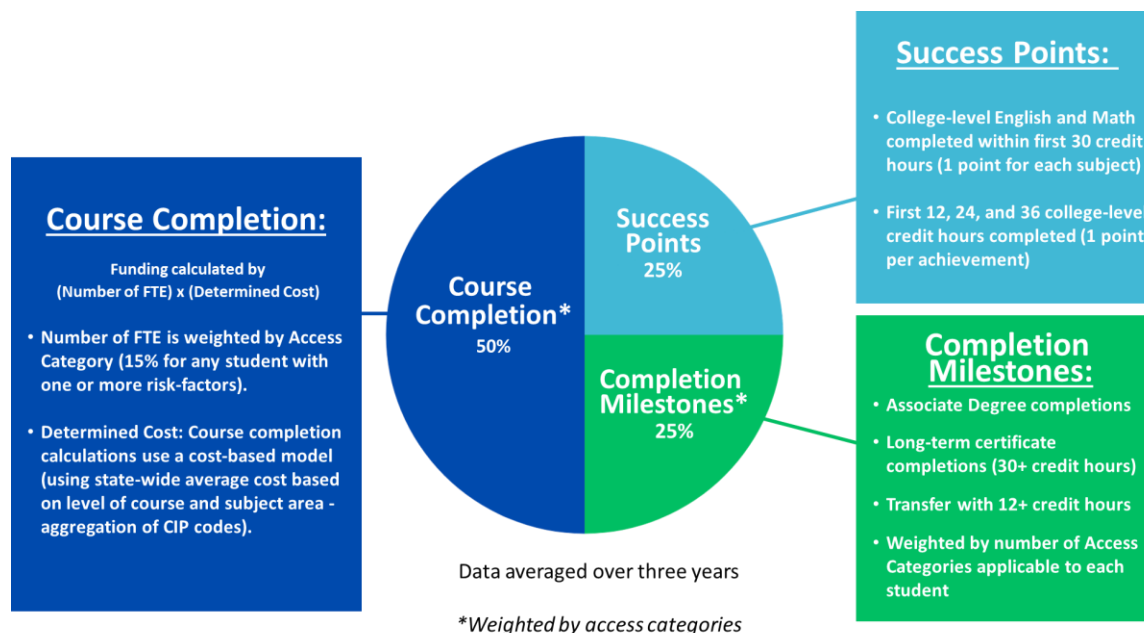 Course Completion:
Funding calculated by
(Number of FTE) x (Determined Cost)
• Number of FTE is weighted by Access
Category (15% for any student with
one or more risk-factors).
• Determined Cost: Course completion
calculations use a cost-based model
(using state-wide average cost based
on level of course and subject area -
aggregation of CIP codes).
Course
Completion*
50%
Success
Points
25%
Completion
Milestones*
25%
Data averaged over three years
*Weighted by access categories
Success Points:
• College-level English and Math
completed within first 30 credit
hours (1 point for each subject)
• First 12, 24, and 36 college-leve
credit hours completed (1 point
per achievement)
Completion
Milestones:
• Associate Degree completions
• Long-term certificate
completions (30+ credit hours)
• Transfer with 12+ credit hours
• Weighted by number of Access
Categories applicable to each
student